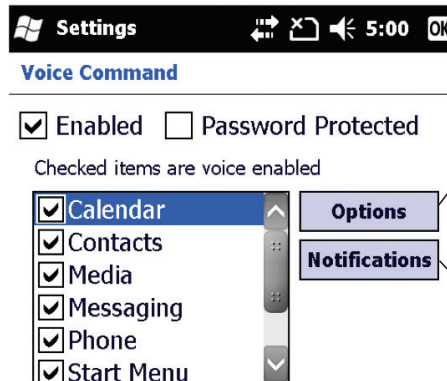 Settings 5:00 OK
Voice Command
Enabled Password Protected
Checked items are voice enabled
Calendar
Contacts
Media
Messaging
Phone
Start Menu
Options
Notifications